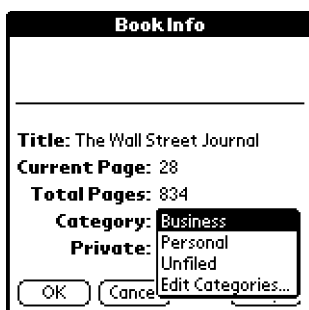 Book Info
Title: The Wall Street Journal
Current Page: 28
Total Pages: 834
Category: Business
Private: Personal
Unfiled
Edit Categories...
OK